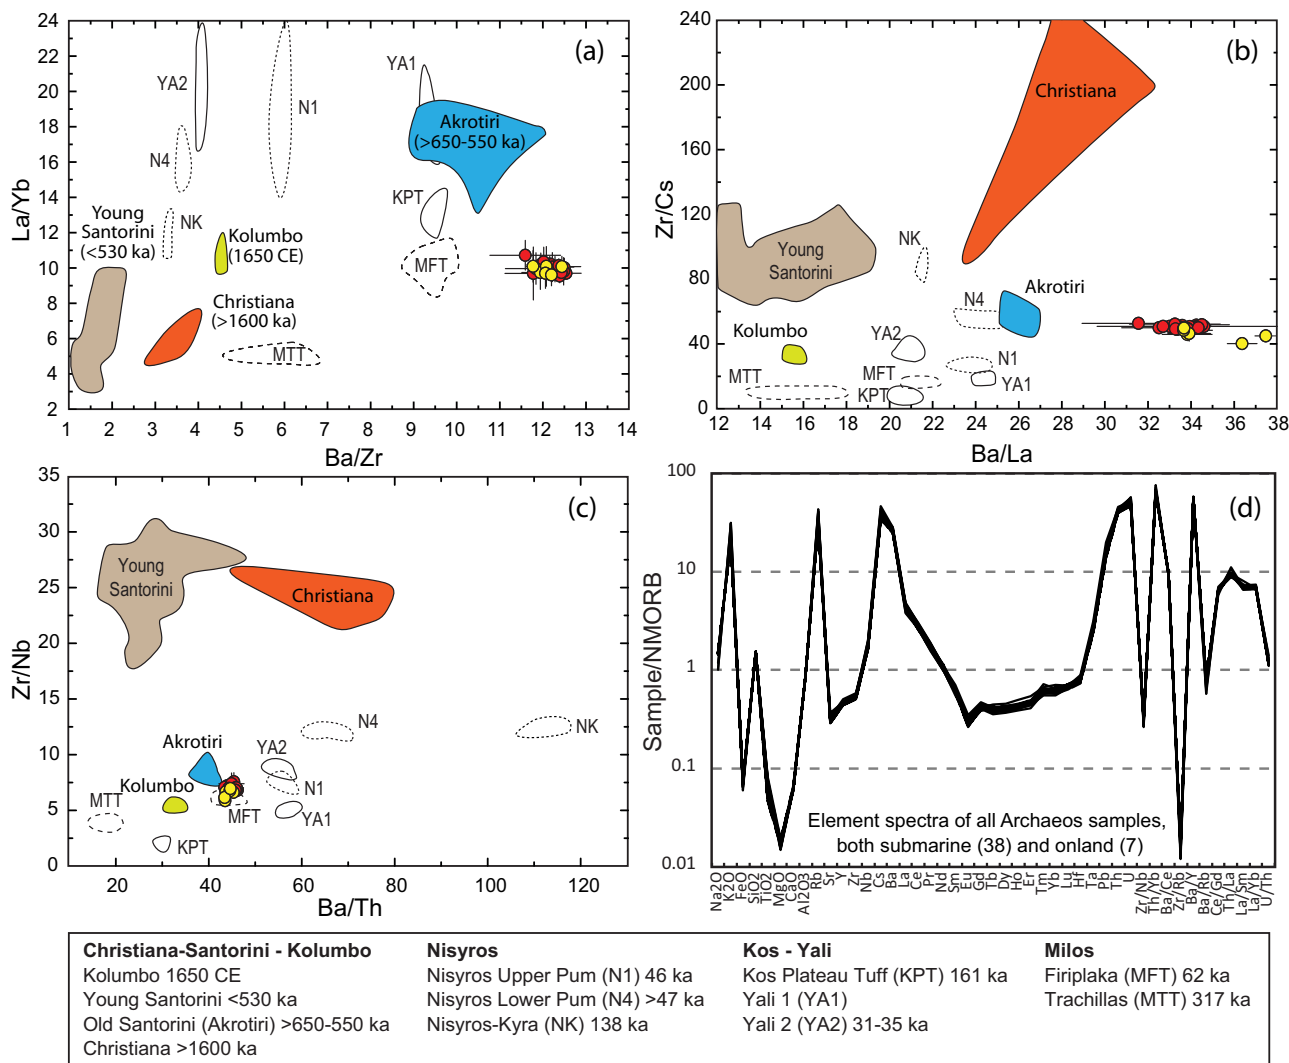 (a)
La/Yb
24
22
20
18
16
14
12
10
8
6
4
2
YA2
N1
YA1
Akrotiri
(>650-550 ka)
N4
KPT
Young
Santorini
(<530 ka)
NK
Kolumbo
(1650 CE)
MFT
Christiana
(>1600 ka)
MTT
1 2 3 4 5 6 7 8 9 10 11 12 13 14
Ba/Zr
(b)
Zr/Cs
240
200
160
120
80
40
0
Christiana
Young
Santorini
NK
Akrotiri
N4
Kolumbo
YA2
N1
MTT
MFT
YA1
KPT
12 14 16 18 20 22 24 26 28 30 32 34 36 38
Ba/La
(c)
Zr/Nb
35
30
25
20
15
10
5
0
Young
Santorini
Christiana
N4
NK
Akrotiri
YA2
Kolumbo
N1
MTT
MFT
YA1
KPT
20 40 60 80 100 120
Ba/Th
(d)
Sample/NMORB
100
10
1
0.1
0.01
Element spectra of all Archaeos samples,
both submarine (38) and onland (7)
Na2O
K2O
FeO
SiO2
TiO2
MgO
CaO
Al2O3
Rb
Sr
Y
Zr
Nb
Cs
Ba
La
Ce
Pr
Nd
Sm
Eu
Gd
Tb
Dy
Ho
Er
Tm
Yb
Lu
Hf
Ta
Pb
Th
U
Zr/Nb
Th/Yb
Ba/Ce
Zr/Rb
Ba/Y
Ba/Rb
Ce/Gd
Th/La
La/Sm
La/Yb
U/Th
Christiana-Santorini - Kolumbo
Kolumbo 1650 CE
Young Santorini <530 ka
Old Santorini (Akrotiri) >650-550 ka
Christiana >1600 ka
Nisyros
Nisyros Upper Pum (N1) 46 ka
Nisyros Lower Pum (N4) >47 ka
Nisyros-Kyra (NK) 138 ka
Kos - Yali
Kos Plateau Tuff (KPT) 161 ka
Yali 1 (YA1)
Yali 2 (YA2) 31-35 ka
Milos
Firiplaka (MFT) 62 ka
Trachillas (MTT) 317 ka